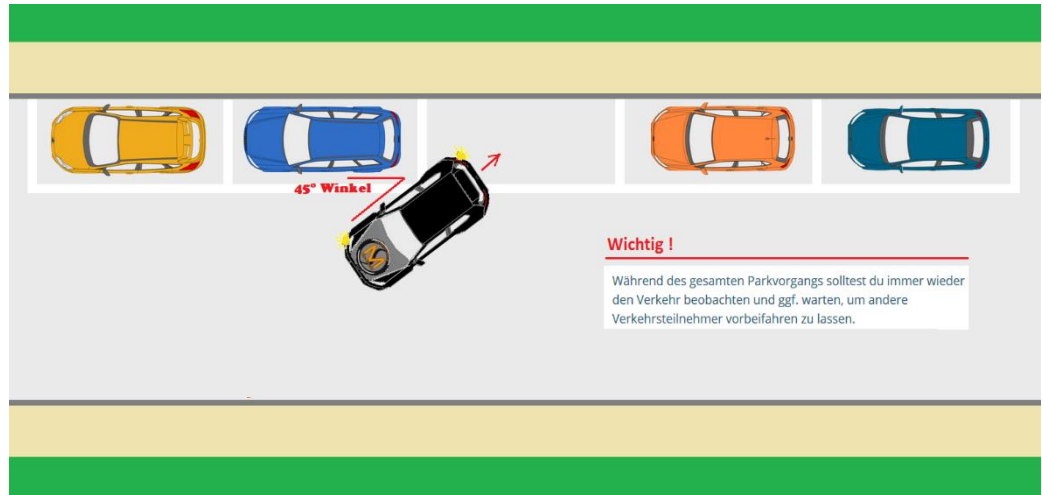 45° Winkel
Wichtig !
Während des gesamten Parkvorgangs solltest du immer wieder
den Verkehr beobachten und ggf. warten, um andere
Verkehrsteilnehmer vorbeifahren zu lassen.